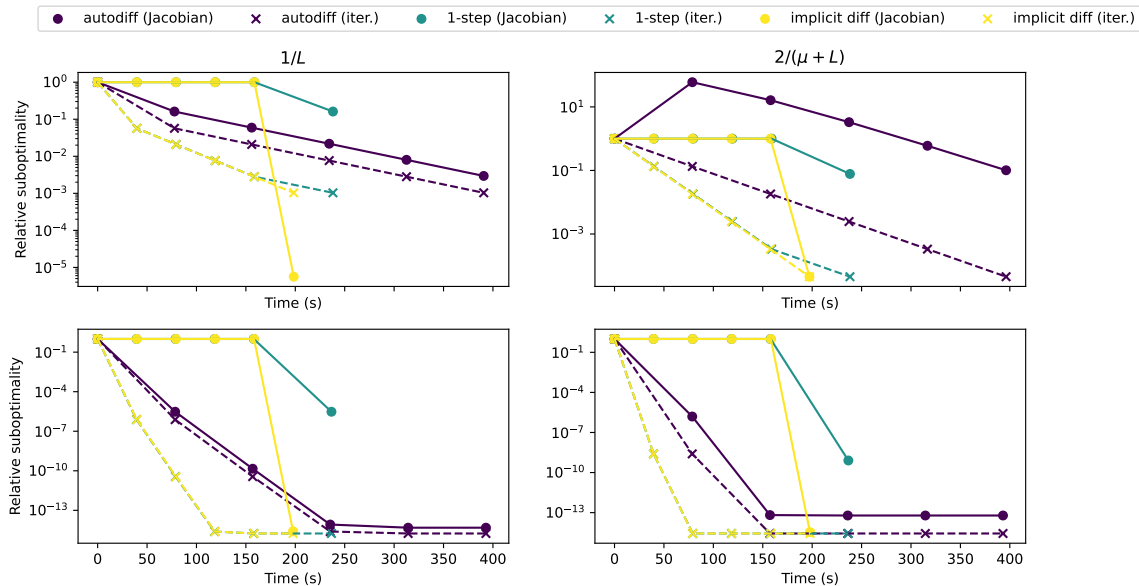 autodiff (Jacobian) autodiff (iter.) 1-step (Jacobian) 1-step (iter.) implicit diff (Jacobian) implicit diff (iter.)
1/L
2/(μ + L)
Relative suboptimality
10⁰
10⁻¹
10⁻²
10⁻³
10⁻⁴
10⁻⁵
Time (s)
10¹
10⁻¹
10⁻³
Time (s)
Relative suboptimality
10⁻¹
10⁻⁴
10⁻⁷
10⁻¹⁰
10⁻¹³
0 50 100 150 200 250 300 350 400
Time (s)
10⁻¹
10⁻⁴
10⁻⁷
10⁻¹⁰
10⁻¹³
0 50 100 150 200 250 300 350 400
Time (s)